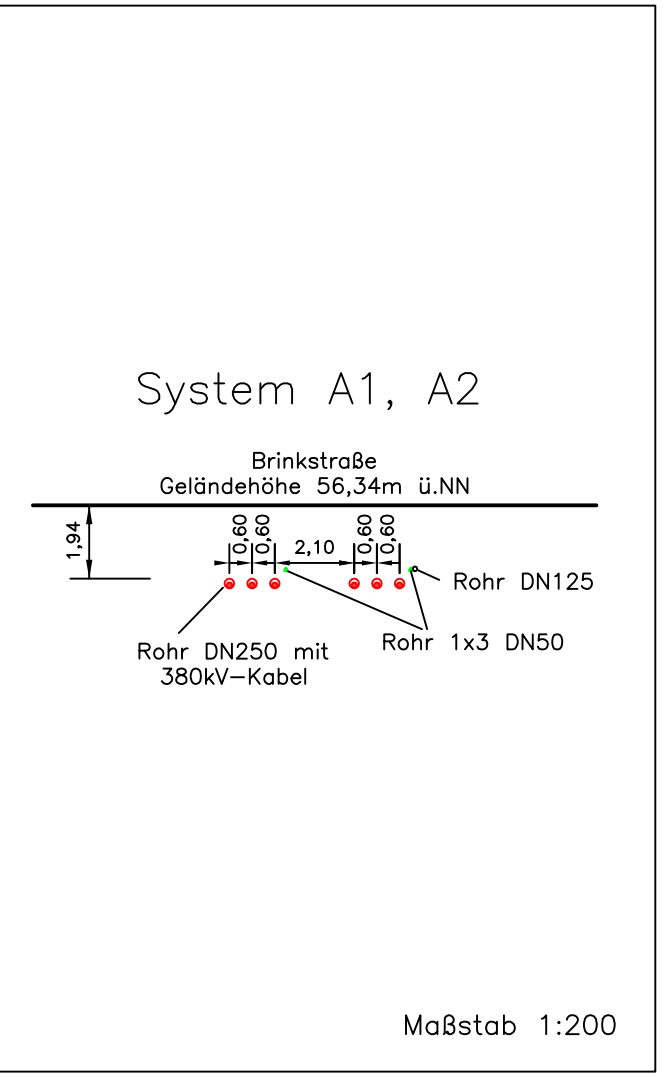 System A1, A2
Brinkstraße
Geländehöhe 56,34m ü.NN
1,94
0,60
0,60
2,10
0,60
0,60
Rohr DN125
Rohr 1x3 DN50
Rohr DN250 mit
380kV-Kabel
Maßstab 1:200